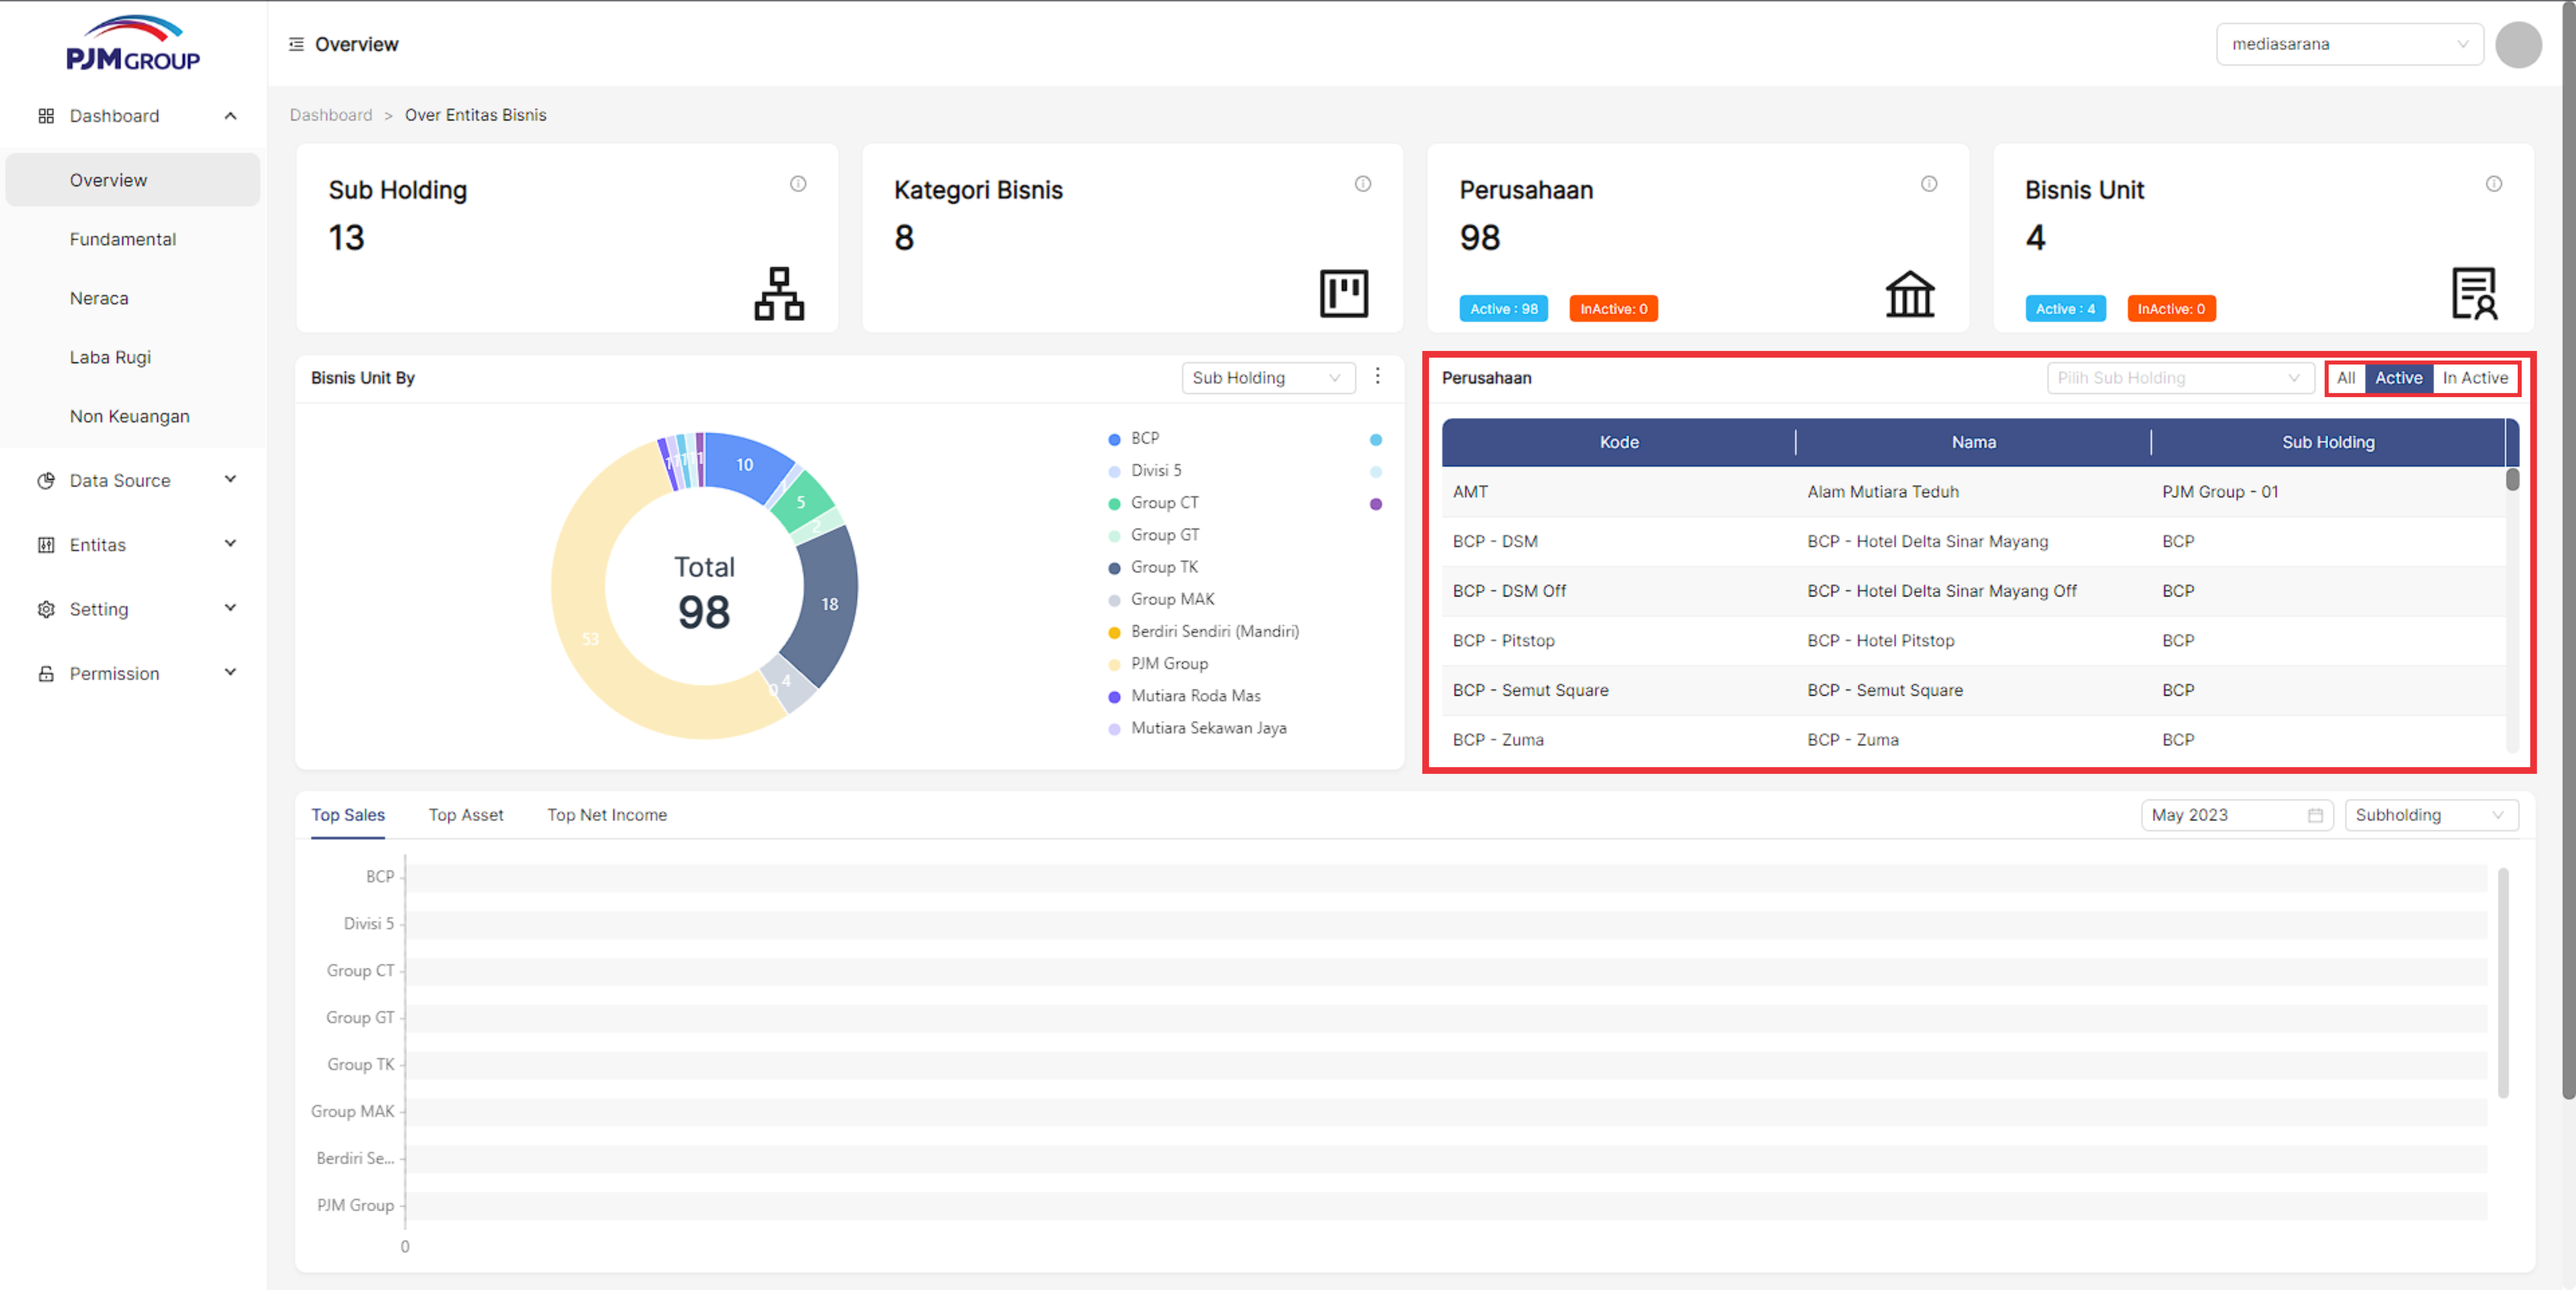 PJM GROUP
Overview
mediasarana
Dashboard
Overview
Fundamental
Neraca
Laba Rugi
Non Keuangan
Data Source
Entitas
Setting
Permission
Dashboard > Over Entitas Bisnis
Sub Holding
13
Kategori Bisnis
8
Perusahaan
98
Active : 98
InActive: 0
Bisnis Unit
4
Active : 4
InActive: 0
Bisnis Unit By
Sub Holding
10
5
2
18
4
0
53
1
1
1
1
1
Total
98
BCP
Divisi 5
Group CT
Group GT
Group TK
Group MAK
Berdiri Sendiri (Mandiri)
PJM Group
Mutiara Roda Mas
Mutiara Sekawan Jaya
Perusahaan
Pilih Sub Holding
All Active In Active
Kode Nama Sub Holding
AMT Alam Mutiara Teduh PJM Group - 01
BCP - DSM BCP - Hotel Delta Sinar Mayang BCP
BCP - DSM Off BCP - Hotel Delta Sinar Mayang Off BCP
BCP - Pitstop BCP - Hotel Pitstop BCP
BCP - Semut Square BCP - Semut Square BCP
BCP - Zuma BCP - Zuma BCP
Top Sales Top Asset Top Net Income
May 2023
Subholding
BCP
Divisi 5
Group CT
Group GT
Group TK
Group MAK
Berdiri Se...
PJM Group
0